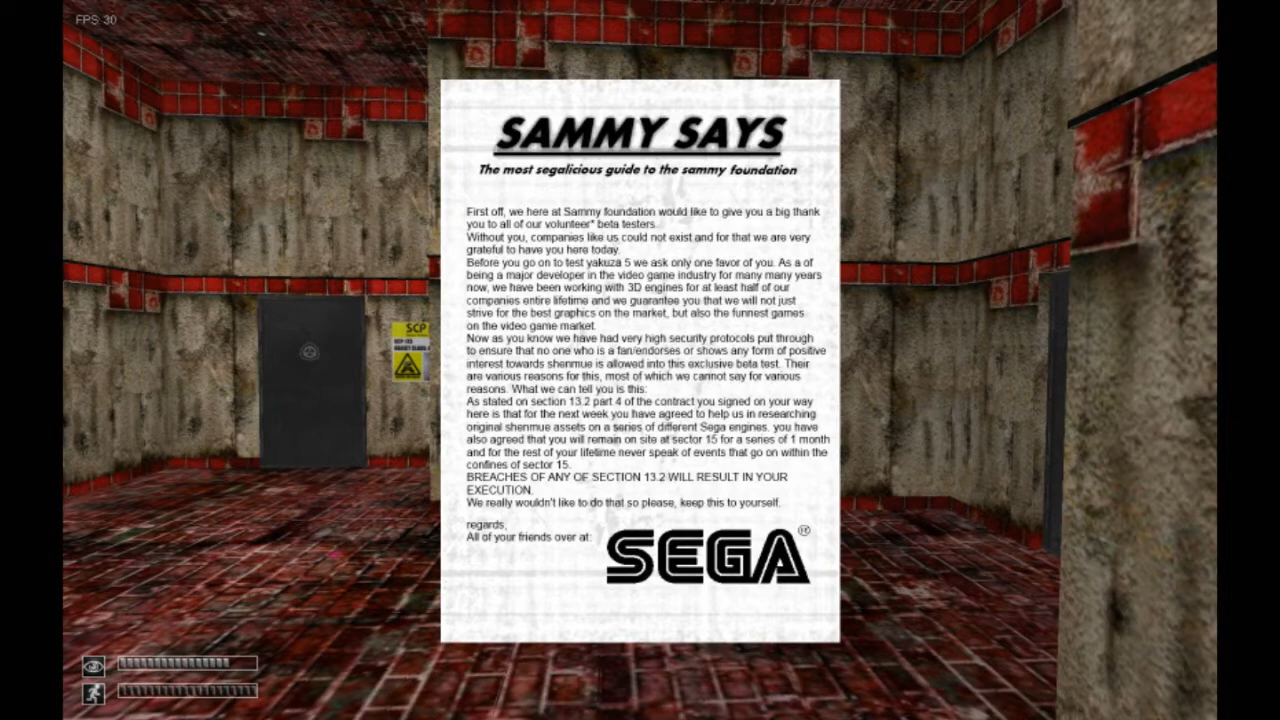 FPS: 30
SAMMY SAYS
The most segalicious guide to the sammy foundation
First off, we here at Sammy foundation would like to give you a big thank
you to all of our volunteer* beta testers.
Without you, companies like us could not exist and for that we are very
grateful to have you here today.
Before you go on to test yakuza 5 we ask only one favor of you. As a of
being a major developer in the video game industry for many many years
now, we have been working with 3D engines for at least half of our
companies entire lifetime and we guarantee you that we will not just
strive for the best graphics on the market, but also the funnest games
on the video game market.
Now as you know we have had very high security protocols put through
to ensure that no one who is a fan/endorses or shows any form of positive
interest towards shenmue is allowed into this exclusive beta test. Their
are various reasons for this, most of which we cannot say for various
reasons. What we can tell you is this:
As stated on section 13.2 part 4 of the contract you signed on your way
here is that for the next week you have agreed to help us in researching
original shenmue assets on a series of different Sega engines. you have
also agreed that you will remain on site at sector 15 for a series of 1 month
and for the rest of your lifetime never speak of events that go on within the
confines of sector 15.
BREACHES OF ANY OF SECTION 13.2 WILL RESULT IN YOUR
EXECUTION.
We really wouldn't like to do that so please, keep this to yourself.
regards,
All of your friends over at:
SEGA®
SCP